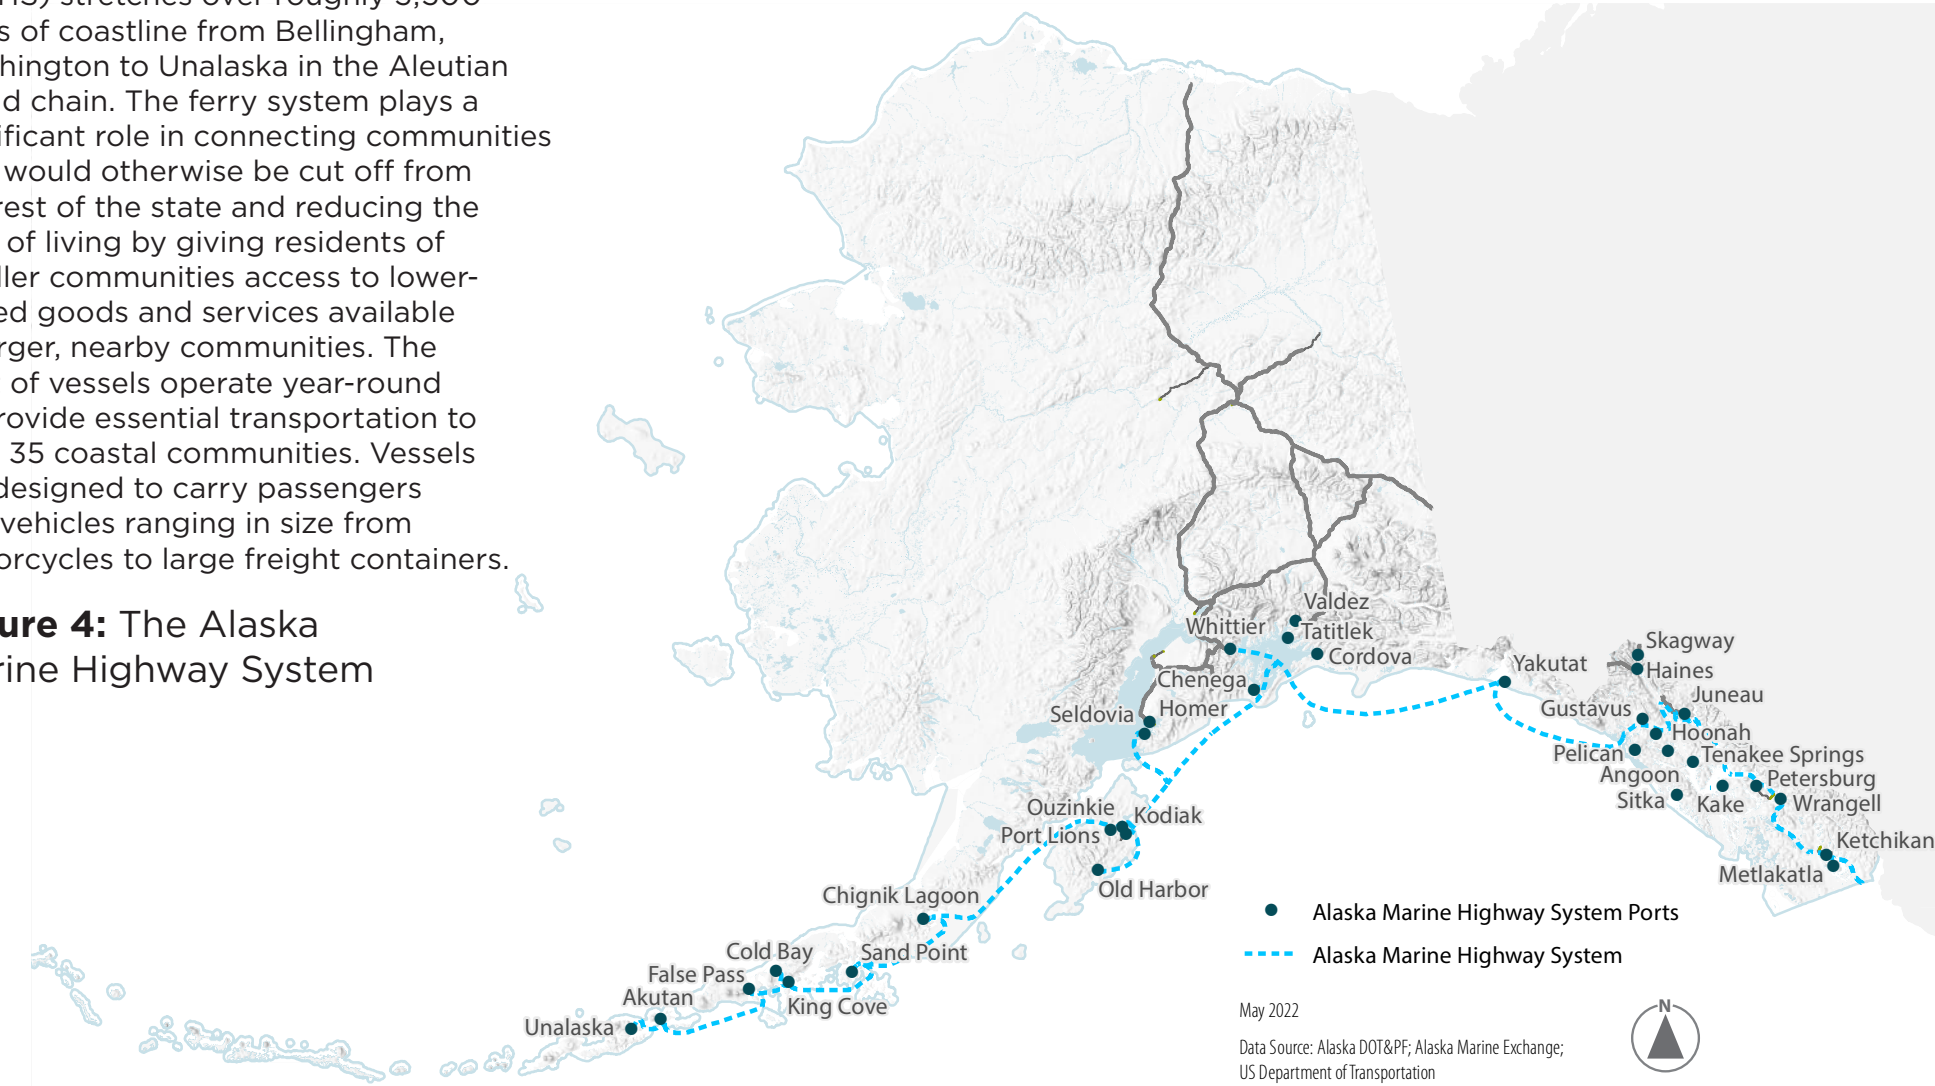 HS) stretches over roughly 3,500
s of coastline from Bellingham,
hington to Unalaska in the Aleutian
d chain. The ferry system plays a
ificant role in connecting communities
would otherwise be cut off from
rest of the state and reducing the
of living by giving residents of
ller communities access to lower-
ed goods and services available
rger, nearby communities. The
of vessels operate year-round
rovide essential transportation to
35 coastal communities. Vessels
designed to carry passengers
vehicles ranging in size from
orcycles to large freight containers.
ure 4: The Alaska
rine Highway System
Valdez
Whittier
Tatitlek
Cordova
Chenega
Homer
Seldovia
Yakutat
Skagway
Haines
Juneau
Gustavus
Hoonah
Pelican
Tenakee Springs
Angoon
Petersburg
Sitka
Kake
Wrangell
Ketchikan
Metlakatla
Ouzinkie
Kodiak
Port Lions
Old Harbor
Chignik Lagoon
Sand Point
Cold Bay
False Pass
King Cove
Akutan
Unalaska
Alaska Marine Highway System Ports
Alaska Marine Highway System
May 2022
N
Data Source: Alaska DOT&PF; Alaska Marine Exchange;
US Department of Transportation